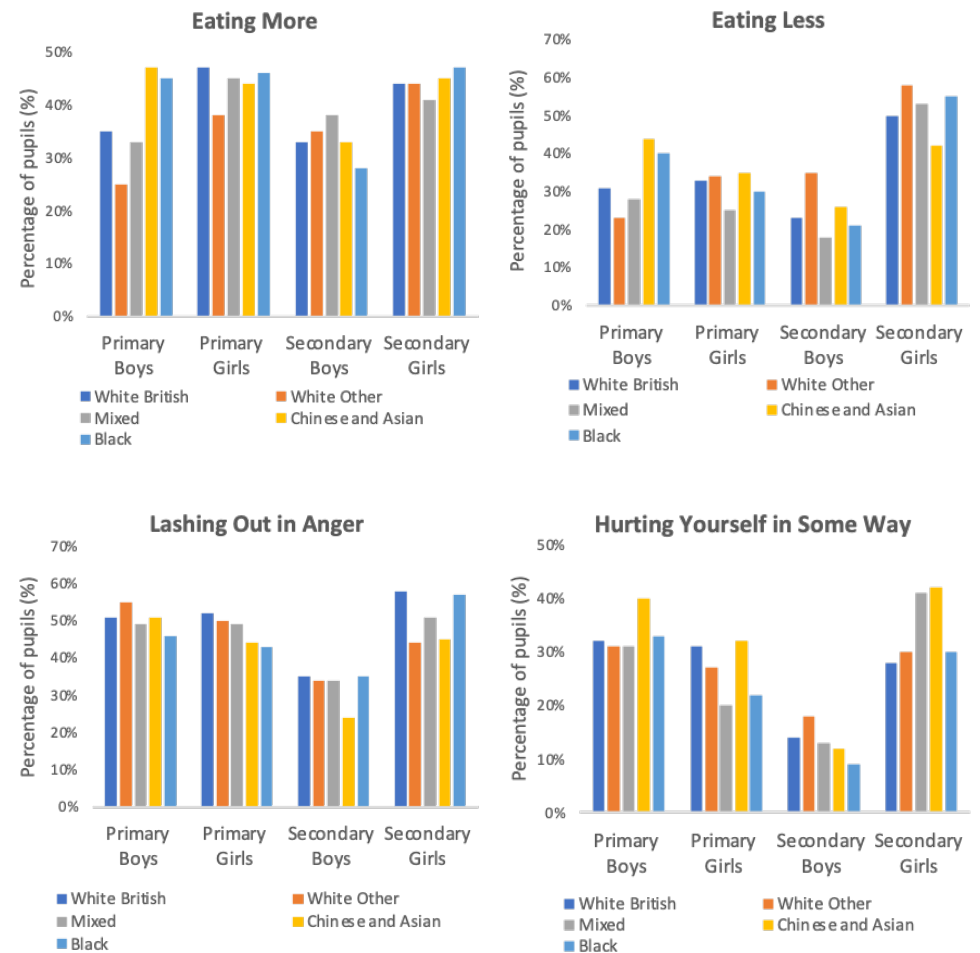 Eating More
Percentage of pupils (%)
50%
40%
30%
20%
10%
0%
Primary Boys
Primary Girls
Secondary Boys
Secondary Girls
White British
White Other
Mixed
Chinese and Asian
Black
Eating Less
Percentage of pupils (%)
70%
60%
50%
40%
30%
20%
10%
0%
Primary Boys
Primary Girls
Secondary Boys
Secondary Girls
White British
White Other
Mixed
Chinese and Asian
Black
Lashing Out in Anger
Percentage of pupils (%)
70%
60%
50%
40%
30%
20%
10%
0%
Primary Boys
Primary Girls
Secondary Boys
Secondary Girls
White British
White Other
Mixed
Chinese and Asian
Black
Hurting Yourself in Some Way
Percentage of pupils (%)
50%
40%
30%
20%
10%
0%
Primary Boys
Primary Girls
Secondary Boys
Secondary Girls
White British
White Other
Mixed
Chinese and Asian
Black